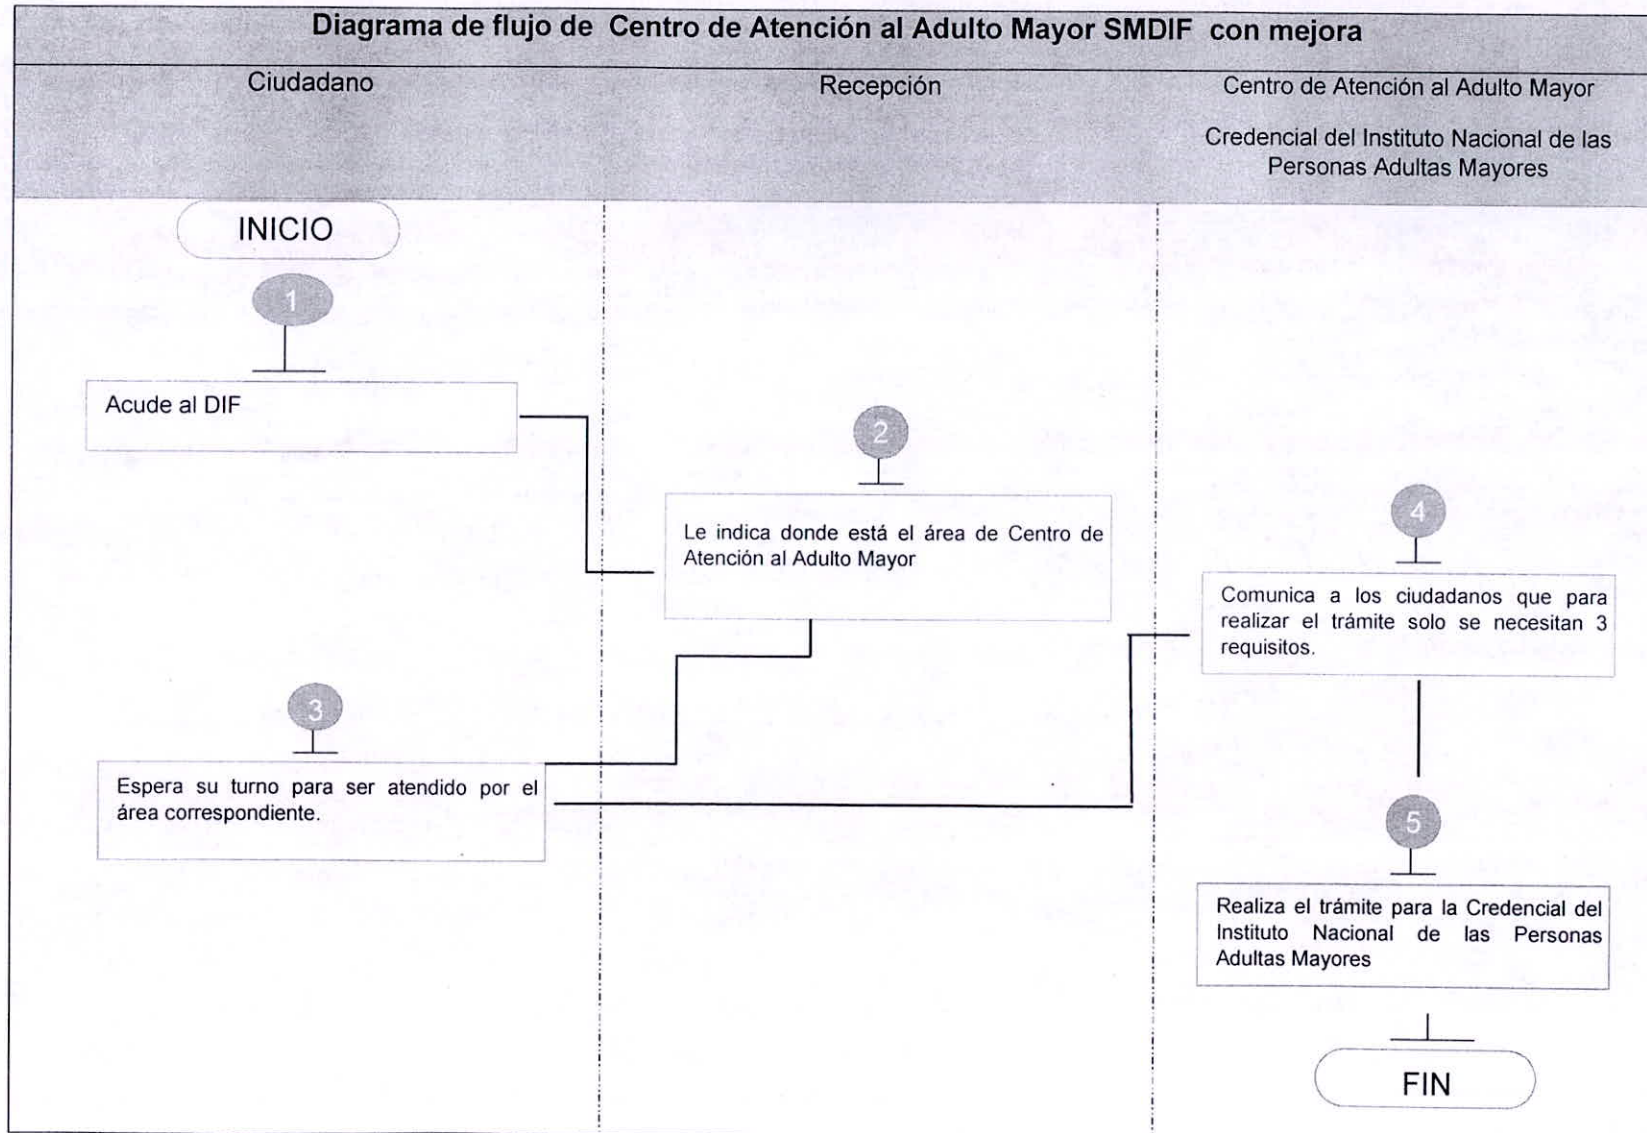 Diagrama de flujo de Centro de Atención al Adulto Mayor SMDIF con mejora
Ciudadano
Recepción
Centro de Atención al Adulto Mayor
Credencial del Instituto Nacional de las
Personas Adultas Mayores
INICIO
1
Acude al DIF
2
Le indica donde está el área de Centro de
Atención al Adulto Mayor
3
Espera su turno para ser atendido por el
área correspondiente.
4
Comunica a los ciudadanos que para
realizar el trámite solo se necesitan 3
requisitos.
5
Realiza el trámite para la Credencial del
Instituto Nacional de las Personas
Adultas Mayores
FIN